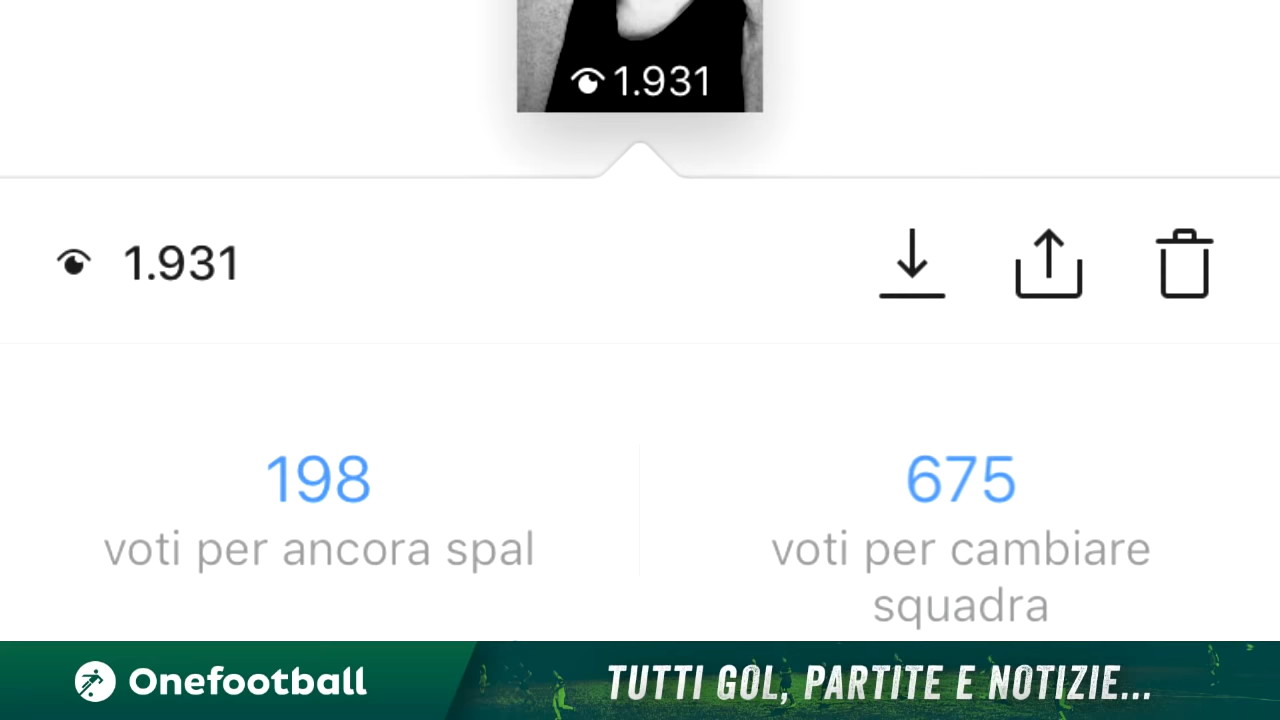 1.931
1.931
198
675
voti per ancora spal
voti per cambiare
squadra
Onefootball
TUTTI GOL, PARTITE E NOTIZIE...